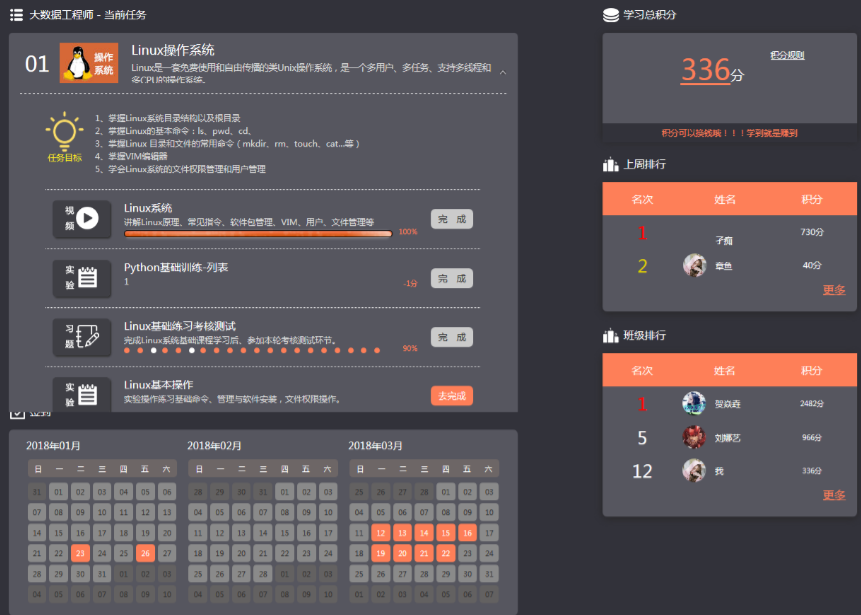 大数据工程师 - 当前任务
01
操作
系统
Linux操作系统
Linux是一套免费使用和自由传播的类Unix操作系统，是一个多用户、多任务、支持多线程和
多CPU的操作系统。
任务目标
1、掌握Linux系统目录结构以及根目录
2、掌握Linux的基本命令：ls、pwd、cd。
3、掌握Linux 目录和文件的常用命令（mkdir、rm、touch、cat...等）
4、掌握VIM编辑器
5、学会Linux系统的文件权限管理和用户管理
视
频
Linux系统
讲解Linux原理、常见指令、软件包管理、VIM、用户、文件管理等
100%
完 成
实
验
Python基础训练-列表
1
-1分
完 成
习
题
Linux基础练习考核测试
完成Linux系统基础课程学习后、参加本轮考核测试环节。
90%
完 成
实
验
Linux基本操作
实验操作练习基础命令、管理与软件安装，文件权限操作。
去完成
签到
2018年01月
日 一 二 三 四 五 六
31 01 02 03 04 05 06
07 08 09 10 11 12 13
14 15 16 17 18 19 20
21 22 23 24 25 26 27
28 29 30 31 01 02 03
04 05 06 07 08 09 10
2018年02月
日 一 二 三 四 五 六
28 29 30 31 01 02 03
04 05 06 07 08 09 10
11 12 13 14 15 16 17
18 19 20 21 22 23 24
25 26 27 28 01 02 03
04 05 06 07 08 09 10
2018年03月
日 一 二 三 四 五 六
25 26 27 28 01 02 03
04 05 06 07 08 09 10
11 12 13 14 15 16 17
18 19 20 21 22 23 24
25 26 27 28 29 30 31
01 02 03 04 05 06 07
学习总积分
336分
积分规则
积分可以换钱哦！！！学到就是赚到
上周排行
名次 姓名 积分
1 子痴 730分
2 章鱼 40分
更多
班级排行
名次 姓名 积分
1 2482分
5 刘娜艺 966分
12 我 336分
更多